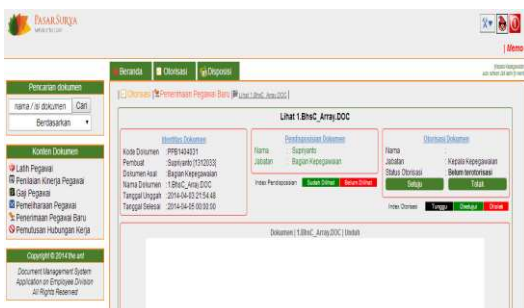 PASAR SURYA
Memo
Beranda
Otorisasi
Disposisi
Pencarian dokumen
nama / isi dokumen
Cari
Berdasarkan
Konten Dokumen
Latih Pegawai
Penilaian Kinerja Pegawai
Gaji Pegawai
Pemeliharaan Pegawai
Penerimaan Pegawai Baru
Pemutusan Hubungan Kerja
Copyright © 2014 the anf
Document Management System
Application on Employee Division
All Rights Reserved
| Otorisasi | Penerimaan Pegawai Baru | Lihat 1.BhsC_Array.DOC |
Lihat 1.BhsC_Array.DOC
Identitas Dokumen
Kode Dokumen : PPB1404031
Pembuat : Supriyanto [1312033]
Dokumen Asal : Bagian Kepegawaian
Nama Dokumen : 1.BhsC_Array.DOC
Tanggal Unggah : 2014-04-03 21:54:48
Tanggal Selesai : 2014-04-05 00:00:00
Pendisposisian Dokumen
Nama : Supriyanto
Jabatan : Bagian Kepegawaian
Index Pendisposisian : Sudah Dilihat Belum Dilihat
Otorisasi Dokumen
Nama :
Jabatan : Kepala Kepegawaian
Status Otorisasi : Belum terotorisasi
Setuju Tolak
Index Otorisasi : Tunggu Disetujui Ditolak
Dokumen | 1.BhsC_Array.DOC | Unduh